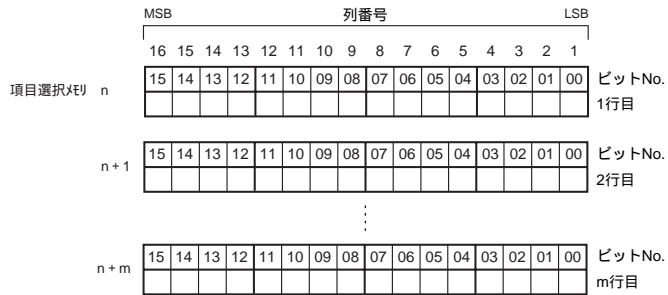 MSB 列番号 LSB
16 15 14 13 12 11 10 9 8 7 6 5 4 3 2 1
項目選択ﾒﾓﾘ n 15 14 13 12 11 10 09 08 07 06 05 04 03 02 01 00 ビットNo.
1行目
n + 1 15 14 13 12 11 10 09 08 07 06 05 04 03 02 01 00 ビットNo.
2行目
n + m 15 14 13 12 11 10 09 08 07 06 05 04 03 02 01 00 ビットNo.
m行目